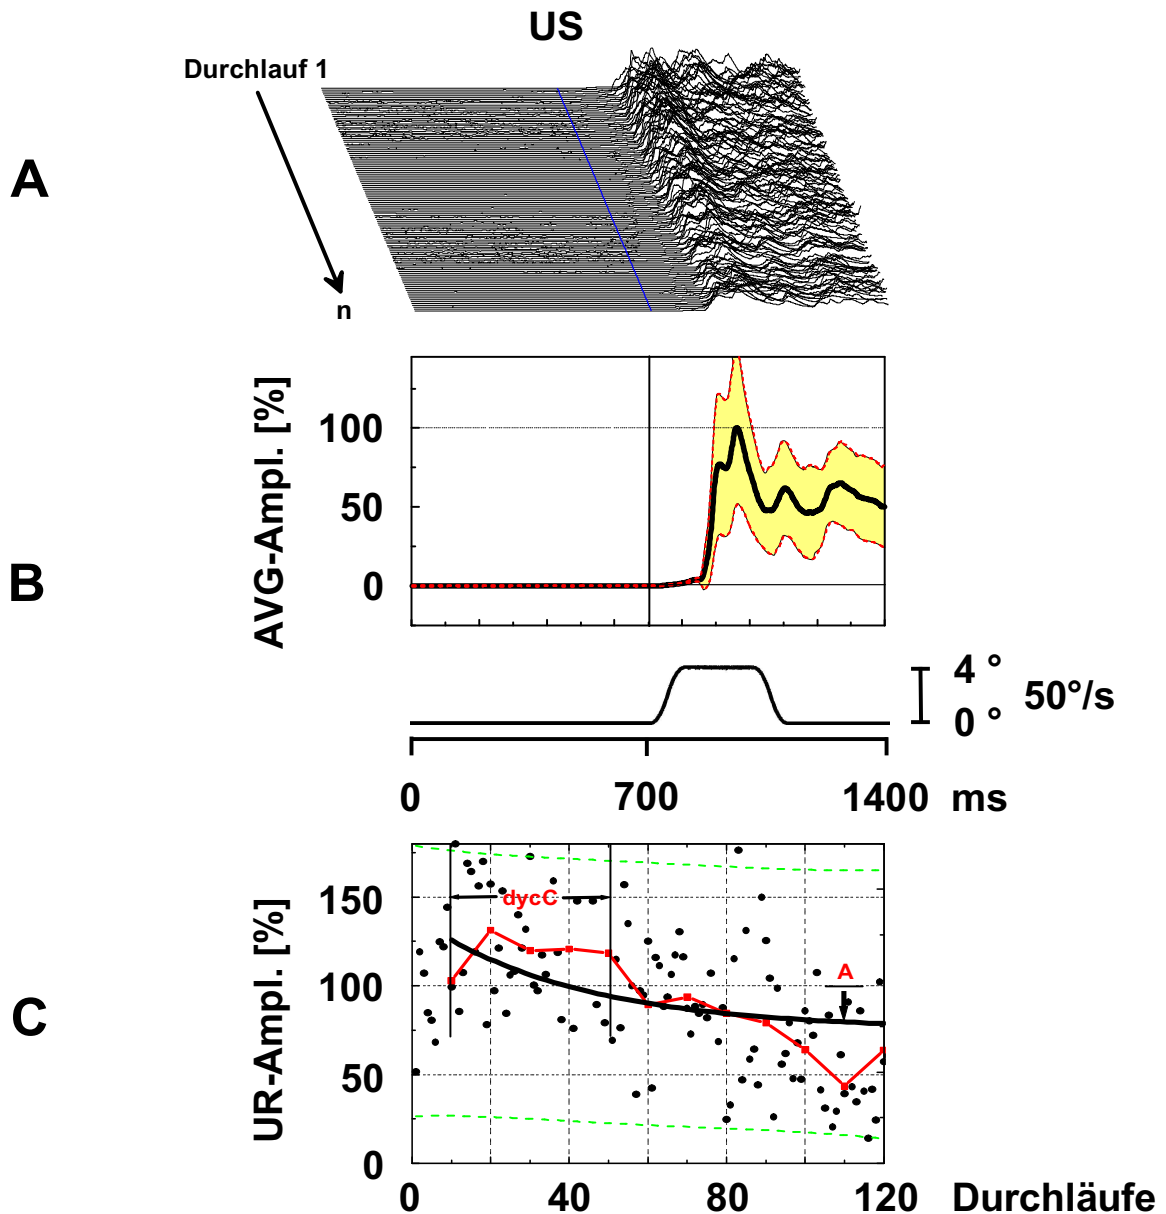 US
Durchlauf 1
n
A
AVG-Ampl. [%]
100
50
0
B
4 °
0 °
50°/s
0
700
1400 ms
C
UR-Ampl. [%]
150
100
50
0
dycC
A
0
40
80
120
Durchläufe